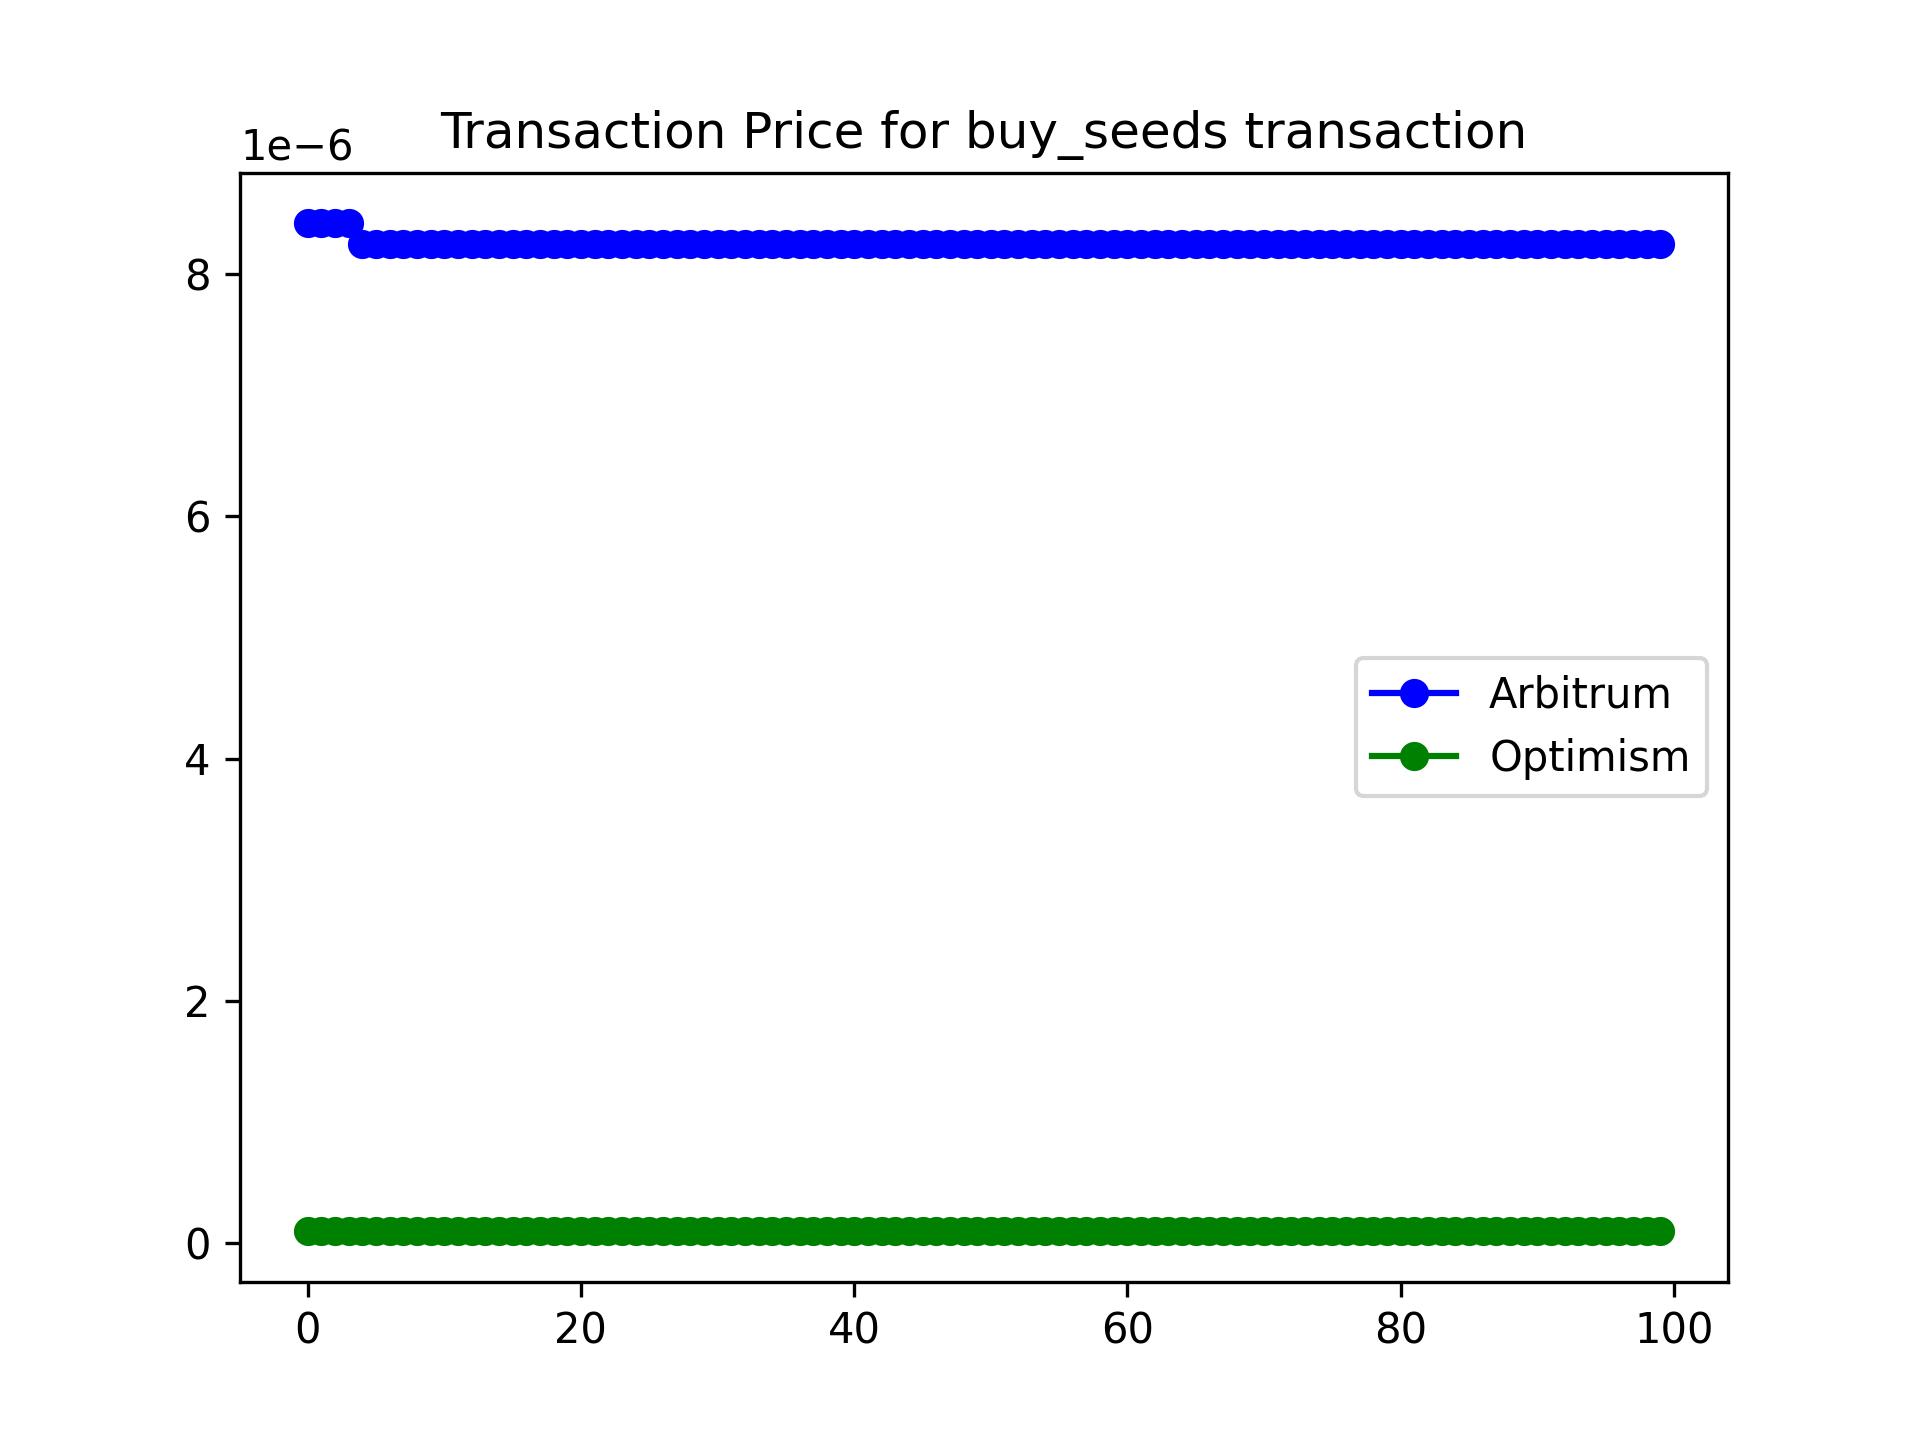 Transaction Price for buy_seeds transaction
1e−6
8
6
4
2
0
Arbitrum
Optimism
0 20 40 60 80 100